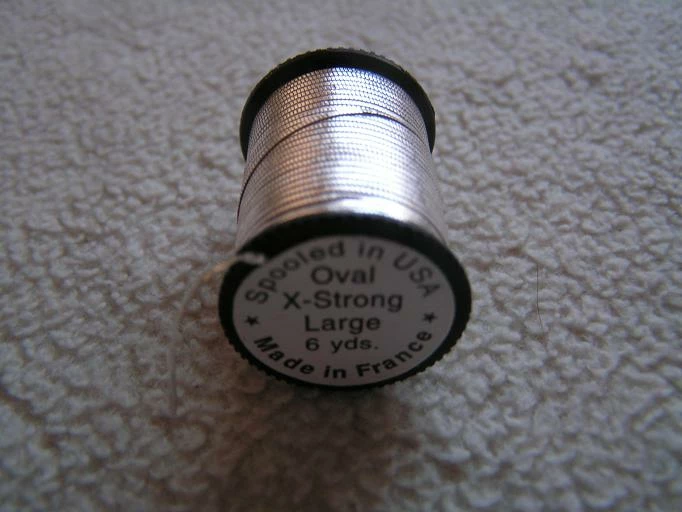 Spooled in USA
Oval
X-Strong
Large
6 yds.
★ Made in France ★